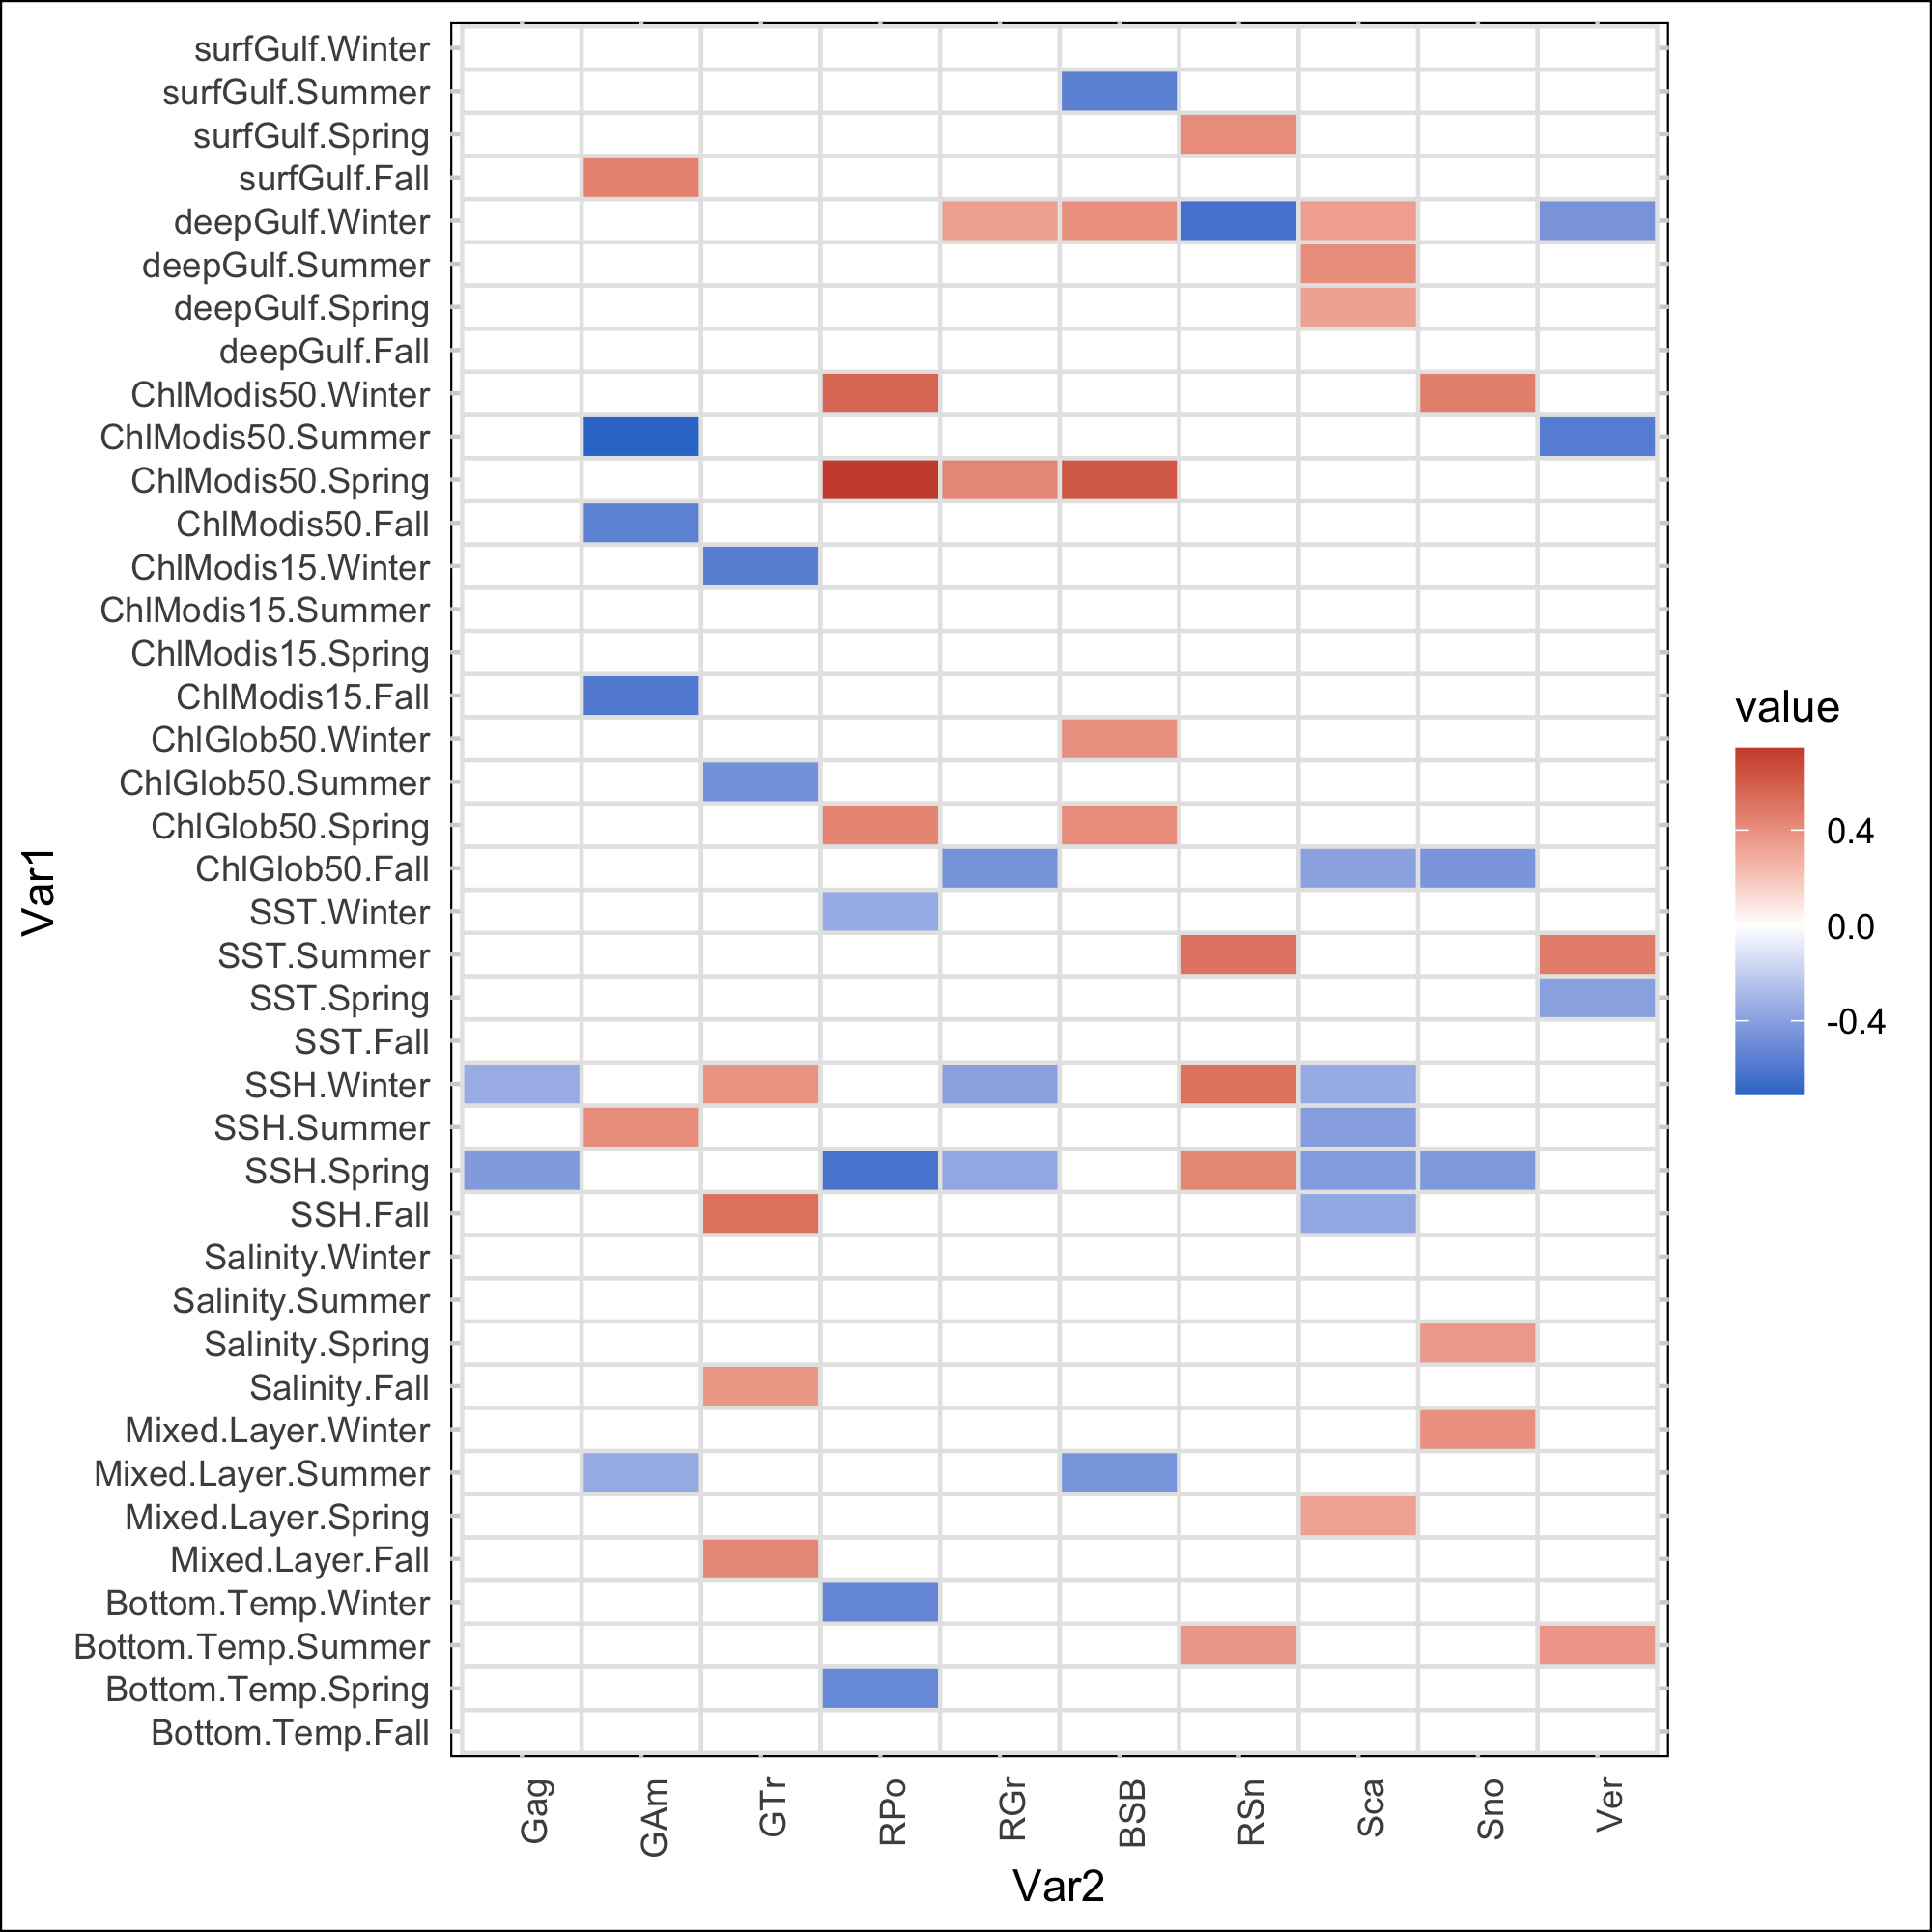 surfGulf.Winter
surfGulf.Summer
surfGulf.Spring
surfGulf.Fall
deepGulf.Winter
deepGulf.Summer
deepGulf.Spring
deepGulf.Fall
ChlModis50.Winter
ChlModis50.Summer
ChlModis50.Spring
ChlModis50.Fall
ChlModis15.Winter
ChlModis15.Summer
ChlModis15.Spring
ChlModis15.Fall
ChlGlob50.Winter
ChlGlob50.Summer
ChlGlob50.Spring
ChlGlob50.Fall
SST.Winter
SST.Summer
SST.Spring
SST.Fall
SSH.Winter
SSH.Summer
SSH.Spring
SSH.Fall
Salinity.Winter
Salinity.Summer
Salinity.Spring
Salinity.Fall
Mixed.Layer.Winter
Mixed.Layer.Summer
Mixed.Layer.Spring
Mixed.Layer.Fall
Bottom.Temp.Winter
Bottom.Temp.Summer
Bottom.Temp.Spring
Bottom.Temp.Fall
Var1
Gag
GAm
GTr
RPo
RGr
BSB
RSn
Sca
Sno
Ver
Var2
value
0.4
0.0
-0.4